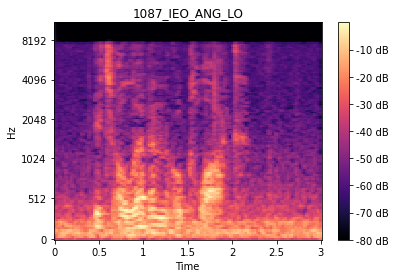 1087_IEO_ANG_LO
8192
4096
2048
1024
512
0
Hz
0
0.5
1
1.5
2
2.5
3
Time
-10 dB
-20 dB
-30 dB
-40 dB
-50 dB
-60 dB
-70 dB
-80 dB